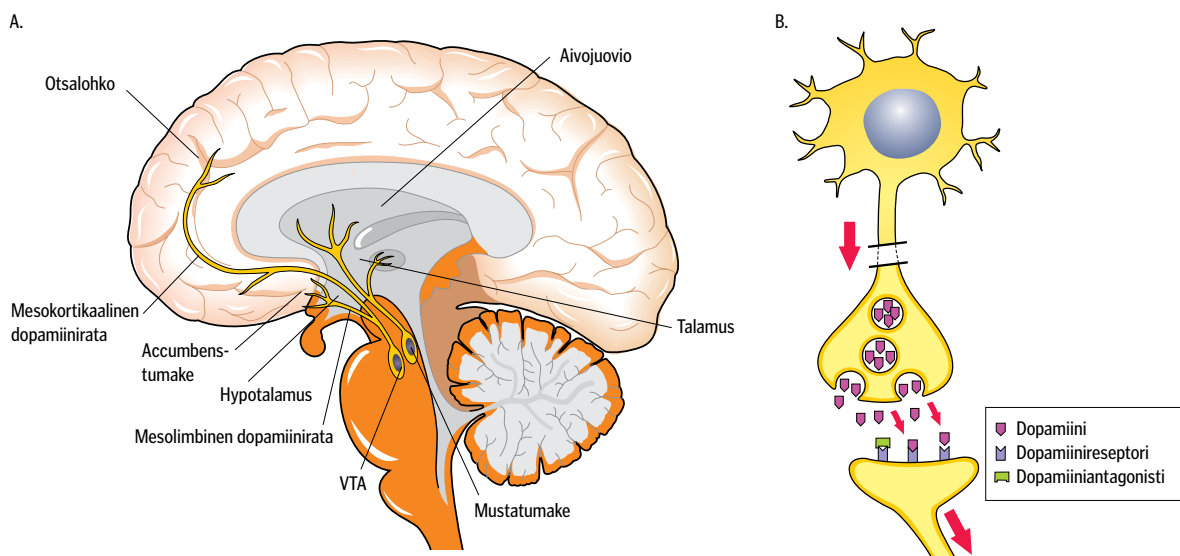 A.
Otsalohko
Aivojuovio
Mesokortikaalinen
dopamiinirata
Accumbens-
tumake
Hypotalamus
Mesolimbinen dopamiinirata
VTA
Mustatumake
Talamus
B.
Dopamiini
Dopamiinireseptori
Dopamiiniantagonisti